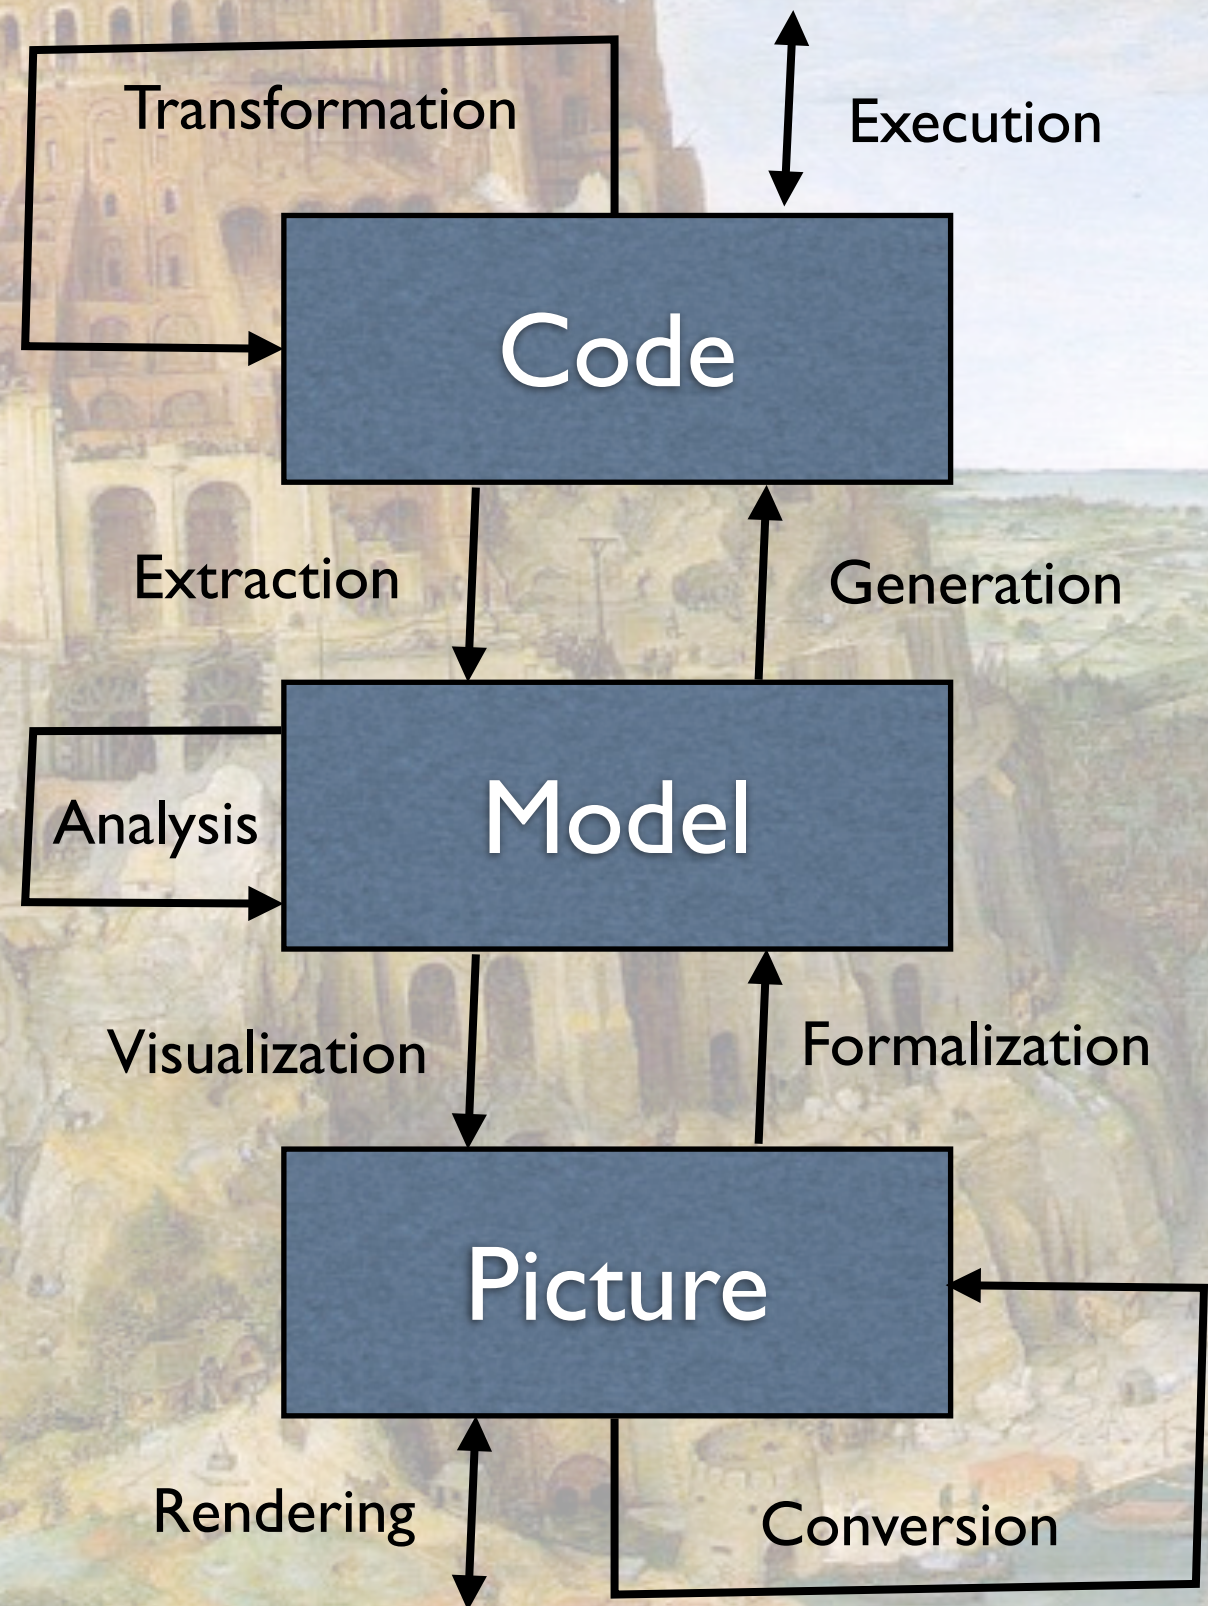 Transformation
Execution
Code
Extraction
Generation
Model
Analysis
Visualization
Formalization
Picture
Rendering
Conversion